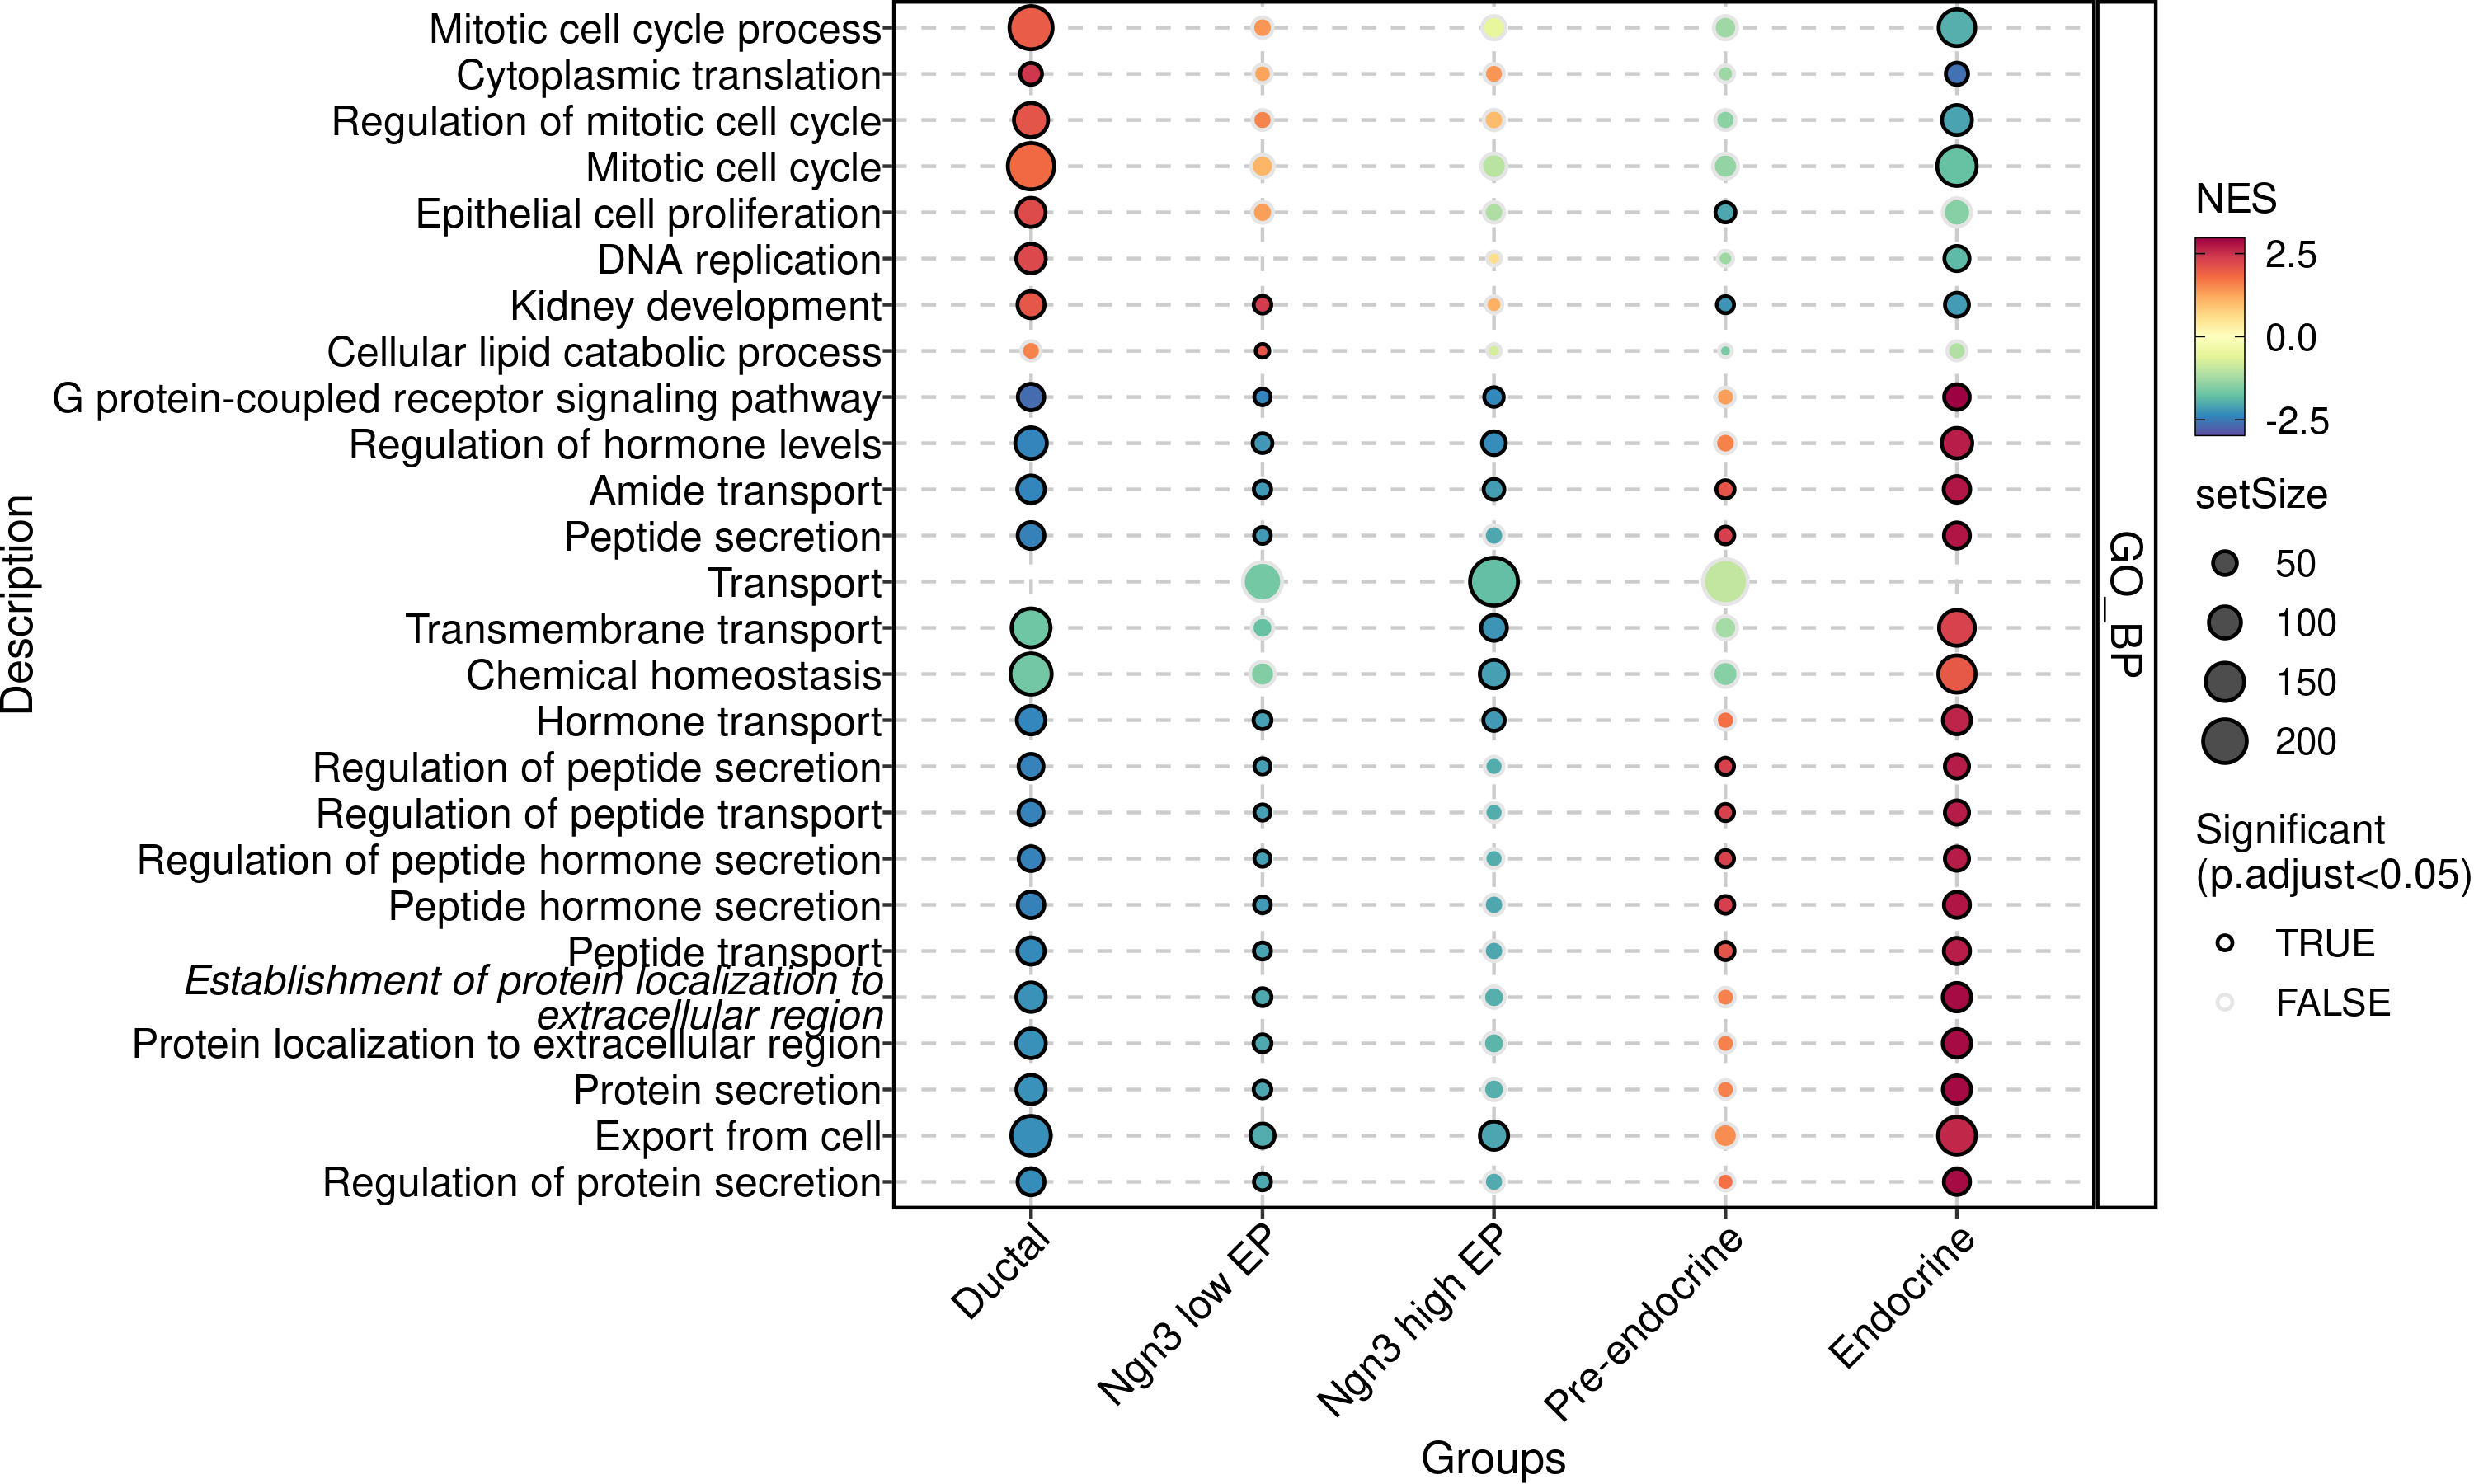 Mitotic cell cycle process
Cytoplasmic translation
Regulation of mitotic cell cycle
Mitotic cell cycle
Epithelial cell proliferation
DNA replication
Kidney development
Cellular lipid catabolic process
G protein-coupled receptor signaling pathway
Regulation of hormone levels
Amide transport
Peptide secretion
Transport
Transmembrane transport
Chemical homeostasis
Hormone transport
Regulation of peptide secretion
Regulation of peptide transport
Regulation of peptide hormone secretion
Peptide hormone secretion
Peptide transport
Establishment of protein localization to
extracellular region
Protein localization to extracellular region
Protein secretion
Export from cell
Regulation of protein secretion
Description
Ductal
Ngn3 low EP
Ngn3 high EP
Pre-endocrine
Endocrine
Groups
GO_BP
NES
2.5
0.0
-2.5
setSize
50
100
150
200
Significant
(p.adjust<0.05)
TRUE
FALSE